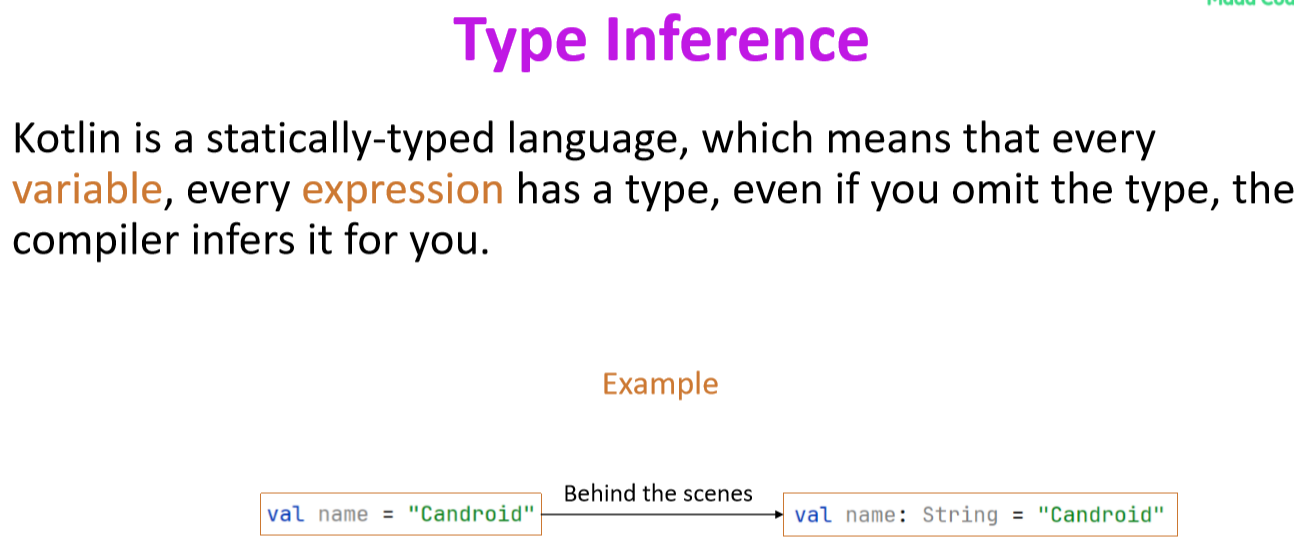 Type Inference
Kotlin is a statically-typed language, which means that every
variable, every expression has a type, even if you omit the type, the
compiler infers it for you.
Example
Behind the scenes
val name = "Candroid"
val name: String = "Candroid"